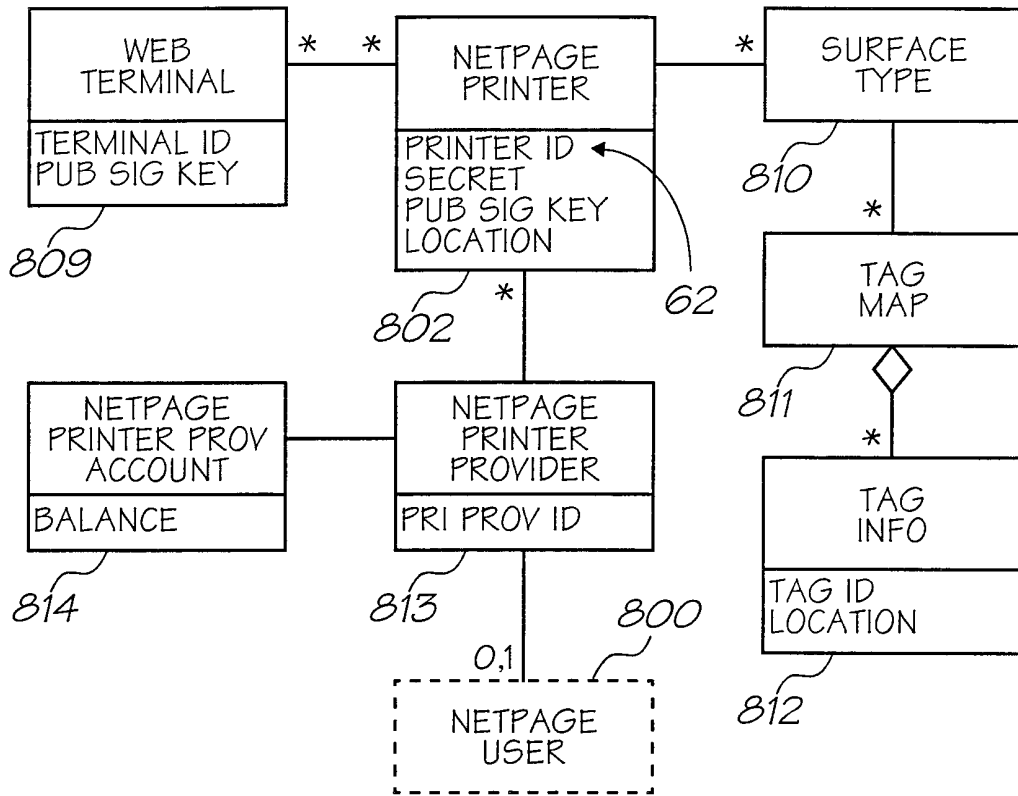 WEB
TERMINAL
TERMINAL ID
PUB SIG KEY
809
* *
NETPAGE
PRINTER
PRINTER ID
SECRET
PUB SIG KEY
LOCATION
802
62
*
*
SURFACE
TYPE
810
*
TAG
MAP
811
*
TAG
INFO
TAG ID
LOCATION
812
NETPAGE
PRINTER PROV
ACCOUNT
BALANCE
814
NETPAGE
PRINTER
PROVIDER
PRI PROV ID
813
0,1
800
NETPAGE
USER